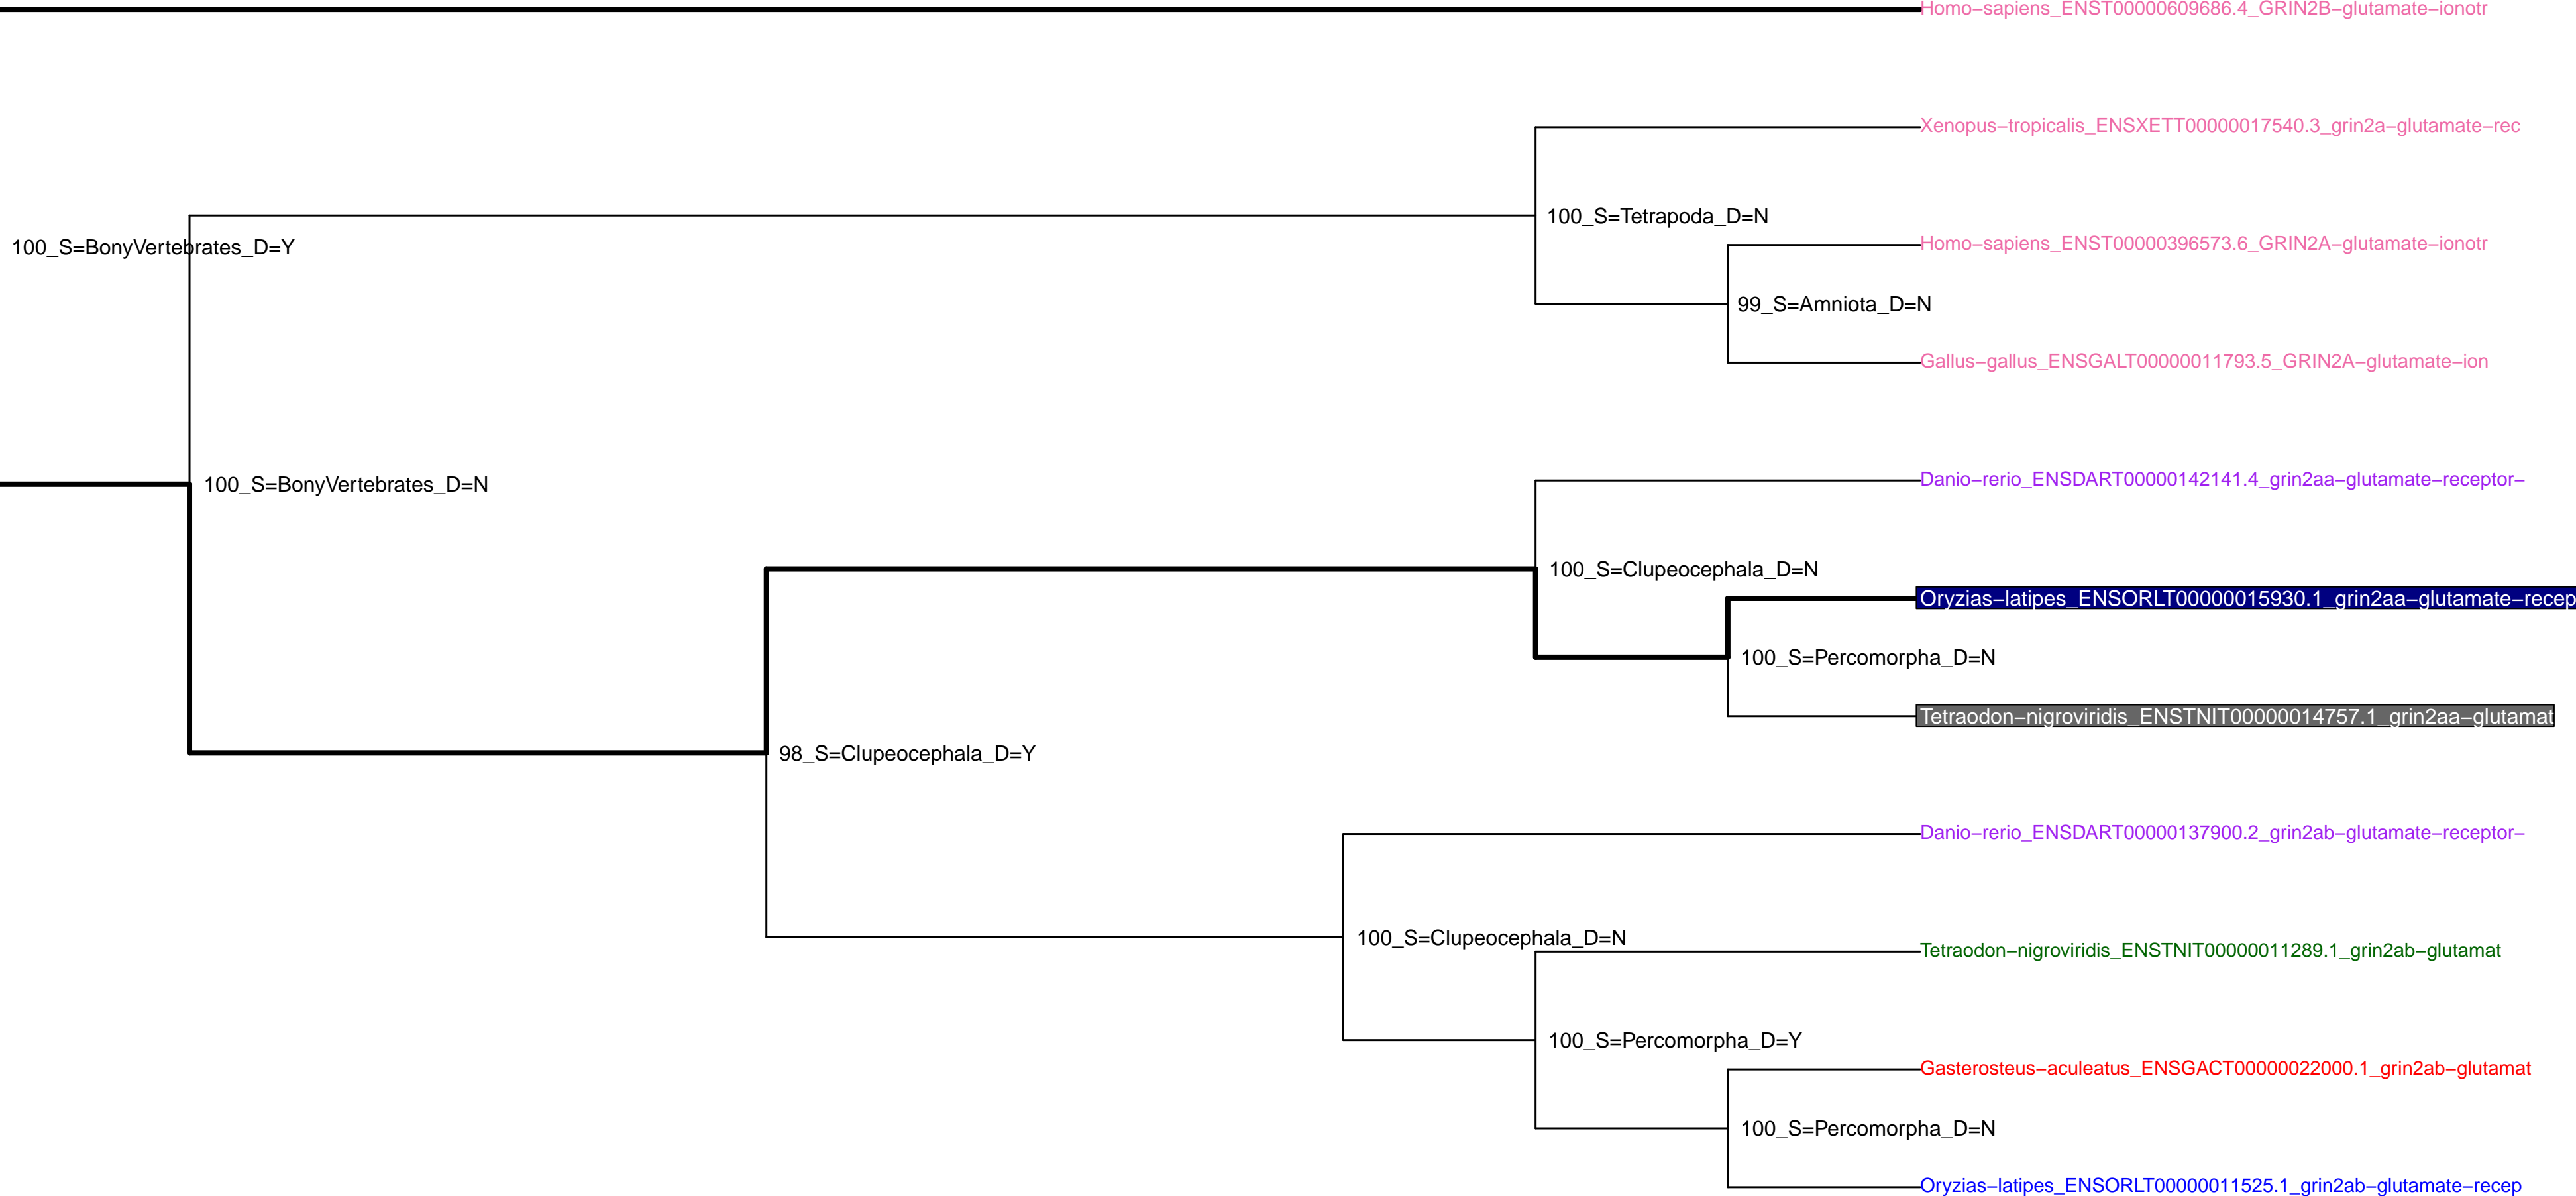 Homo−sapiens_ENST00000609686.4_GRIN2B−glutamate−ionotr
Xenopus−tropicalis_ENSXETT00000017540.3_grin2a−glutamate−rec
100_S=Tetrapoda_D=N
100_S=BonyVertebrates_D=Y
Homo−sapiens_ENST00000396573.6_GRIN2A−glutamate−ionotr
99_S=Amniota_D=N
Gallus−gallus_ENSGALT00000011793.5_GRIN2A−glutamate−ion
100_S=BonyVertebrates_D=N
Danio−rerio_ENSDART00000142141.4_grin2aa−glutamate−receptor−
100_S=Clupeocephala_D=N
Oryzias−latipes_ENSORLT00000015930.1_grin2aa−glutamate−recep
100_S=Percomorpha_D=N
Tetraodon−nigroviridis_ENSTNIT00000014757.1_grin2aa−glutamat
98_S=Clupeocephala_D=Y
Danio−rerio_ENSDART00000137900.2_grin2ab−glutamate−receptor−
100_S=Clupeocephala_D=N
Tetraodon−nigroviridis_ENSTNIT00000011289.1_grin2ab−glutamat
100_S=Percomorpha_D=Y
Gasterosteus−aculeatus_ENSGACT00000022000.1_grin2ab−glutamat
100_S=Percomorpha_D=N
Oryzias−latipes_ENSORLT00000011525.1_grin2ab−glutamate−recep